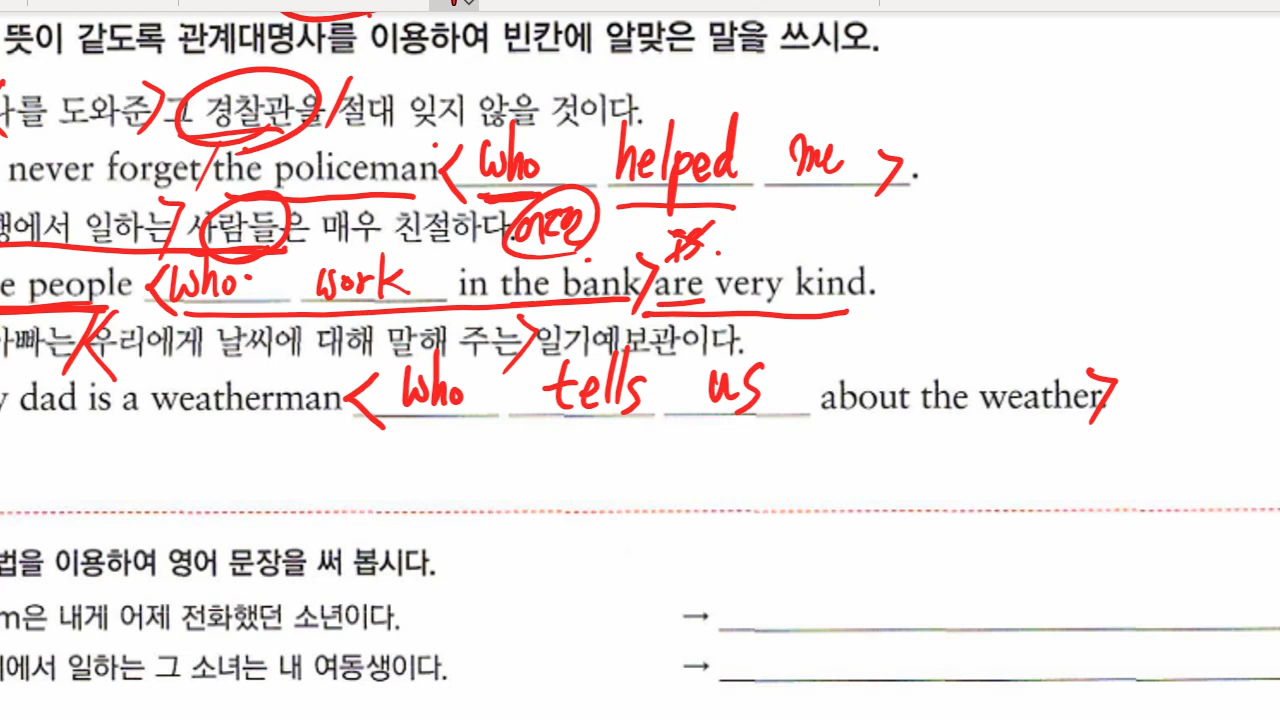 뜻이 같도록 관계대명사를 이용하여 빈칸에 알맞은 말을 쓰시오.
나를 도와준 그 경찰관을 절대 잊지 않을 것이다.
never forget the policeman who helped me .
행에서 일하는 사람들은 매우 친절하다.
e people who work in the bank are very kind.
아빠는 우리에게 날씨에 대해 말해 주는 일기예보관이다.
y dad is a weatherman who tells us about the weather.
법을 이용하여 영어 문장을 써 봅시다.
m은 내게 어제 전화했던 소년이다. →
에서 일하는 그 소녀는 내 여동생이다. →